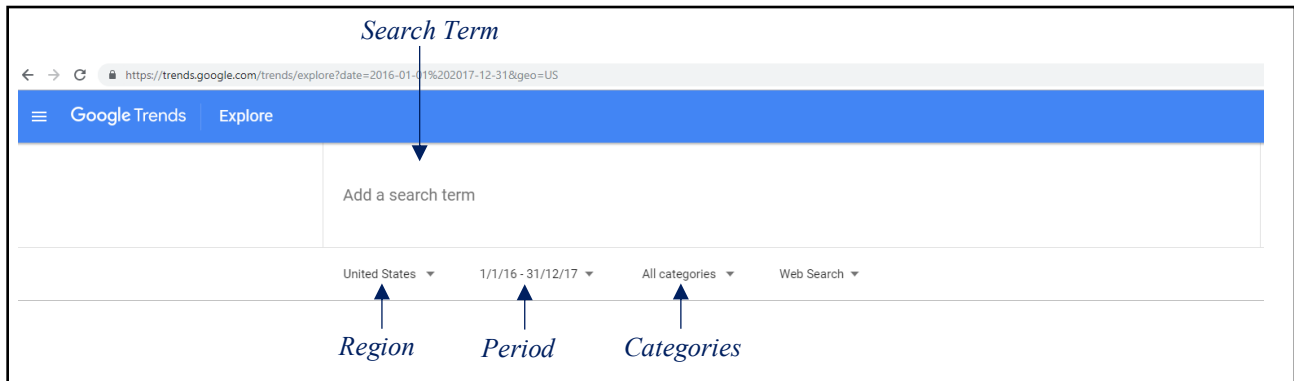 Search Term
https://trends.google.com/trends/explore?date=2016-01-01%202017-12-31&geo=US
Google Trends Explore
Add a search term
United States 1/1/16 - 31/12/17 All categories Web Search
Region Period Categories